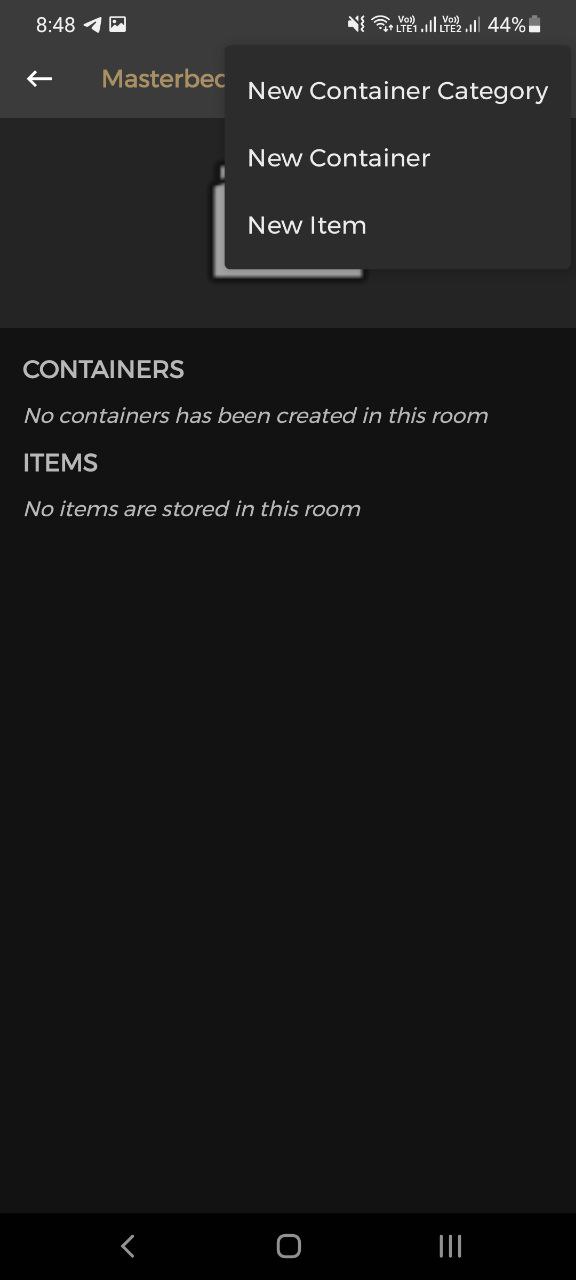 8:48 Vo)) LTE1 Vo)) LTE2 44%
Masterbed
New Container Category
New Container
New Item
CONTAINERS
No containers has been created in this room
ITEMS
No items are stored in this room